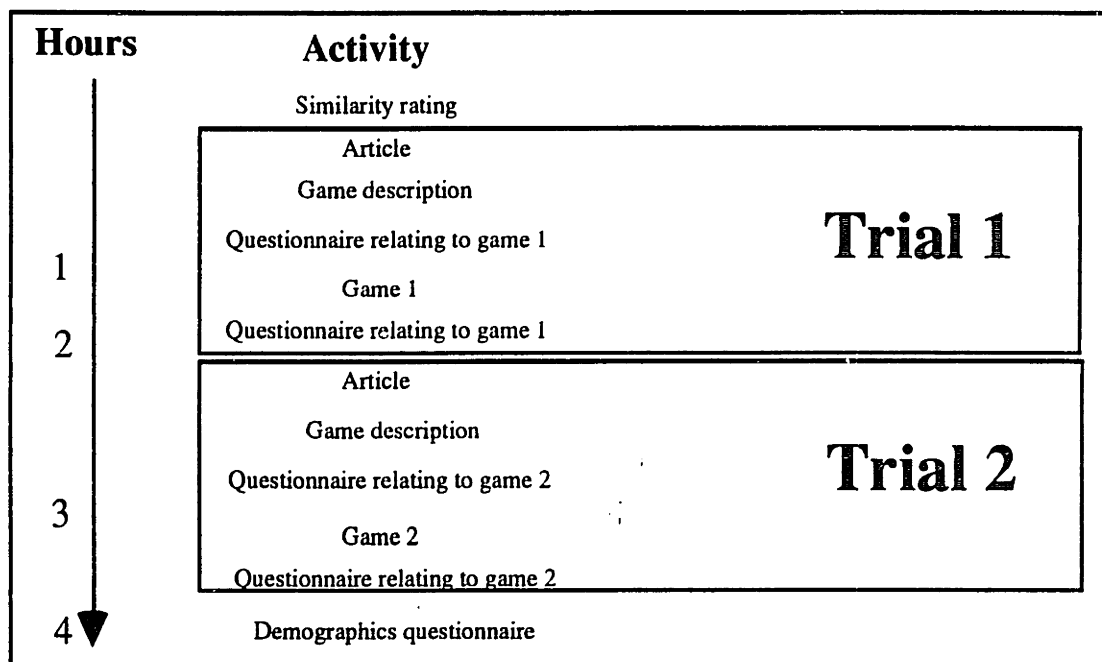 Hours
Activity
Similarity rating
Article
Game description
Questionnaire relating to game 1
1
Game 1
2
Questionnaire relating to game 1
Trial 1
Article
Game description
Questionnaire relating to game 2
3
Game 2
Questionnaire relating to game 2
Trial 2
4
Demographics questionnaire